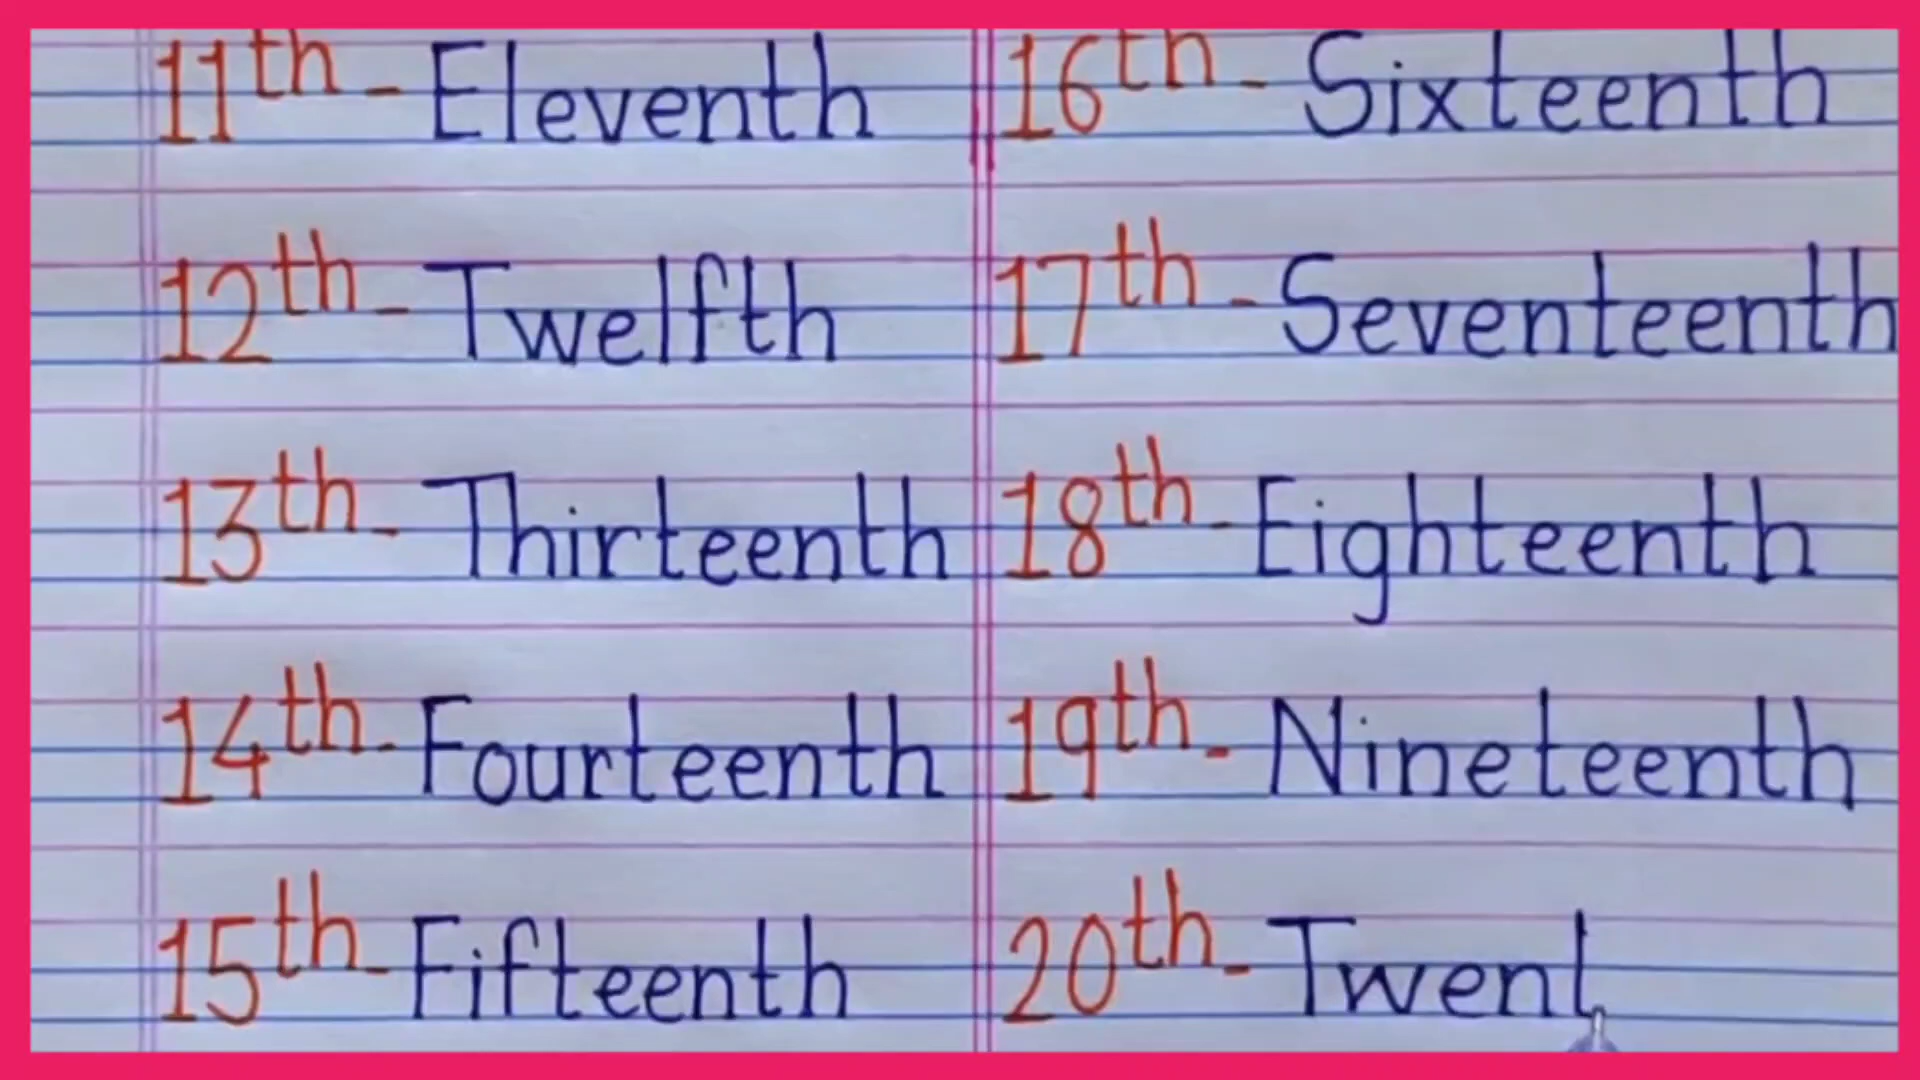 11th - Eleventh
12th - Twelfth
13th - Thirteenth
14th - Fourteenth
15th - Fifteenth
16th - Sixteenth
17th - Seventeenth
18th - Eighteenth
19th - Nineteenth
20th - Twenl